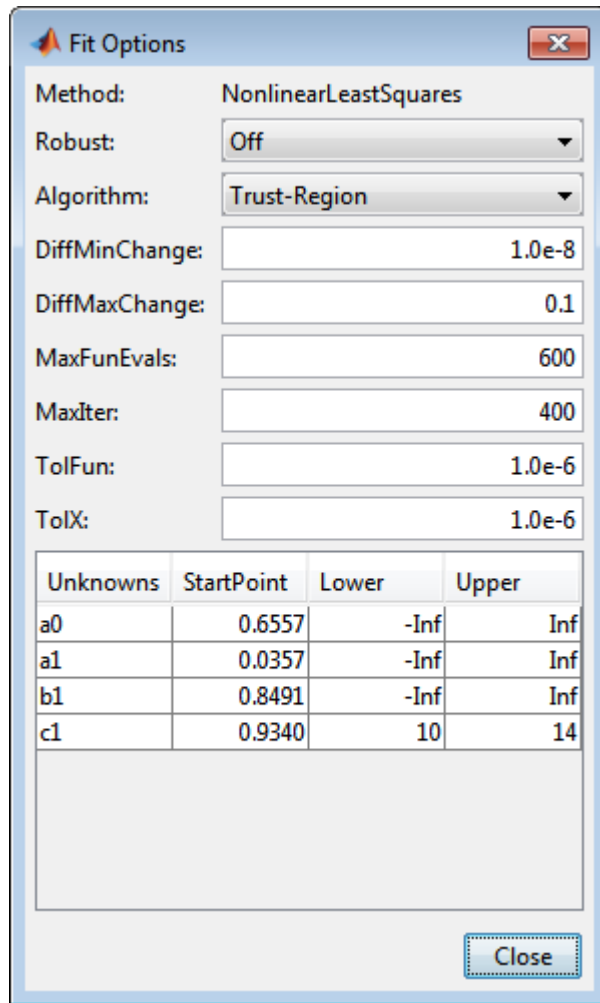 Fit Options
Method: NonlinearLeastSquares
Robust: Off
Algorithm: Trust-Region
DiffMinChange: 1.0e-8
DiffMaxChange: 0.1
MaxFunEvals: 600
MaxIter: 400
TolFun: 1.0e-6
TolX: 1.0e-6
Unknowns StartPoint Lower Upper
a0 0.6557 -Inf Inf
a1 0.0357 -Inf Inf
b1 0.8491 -Inf Inf
c1 0.9340 10 14
Close